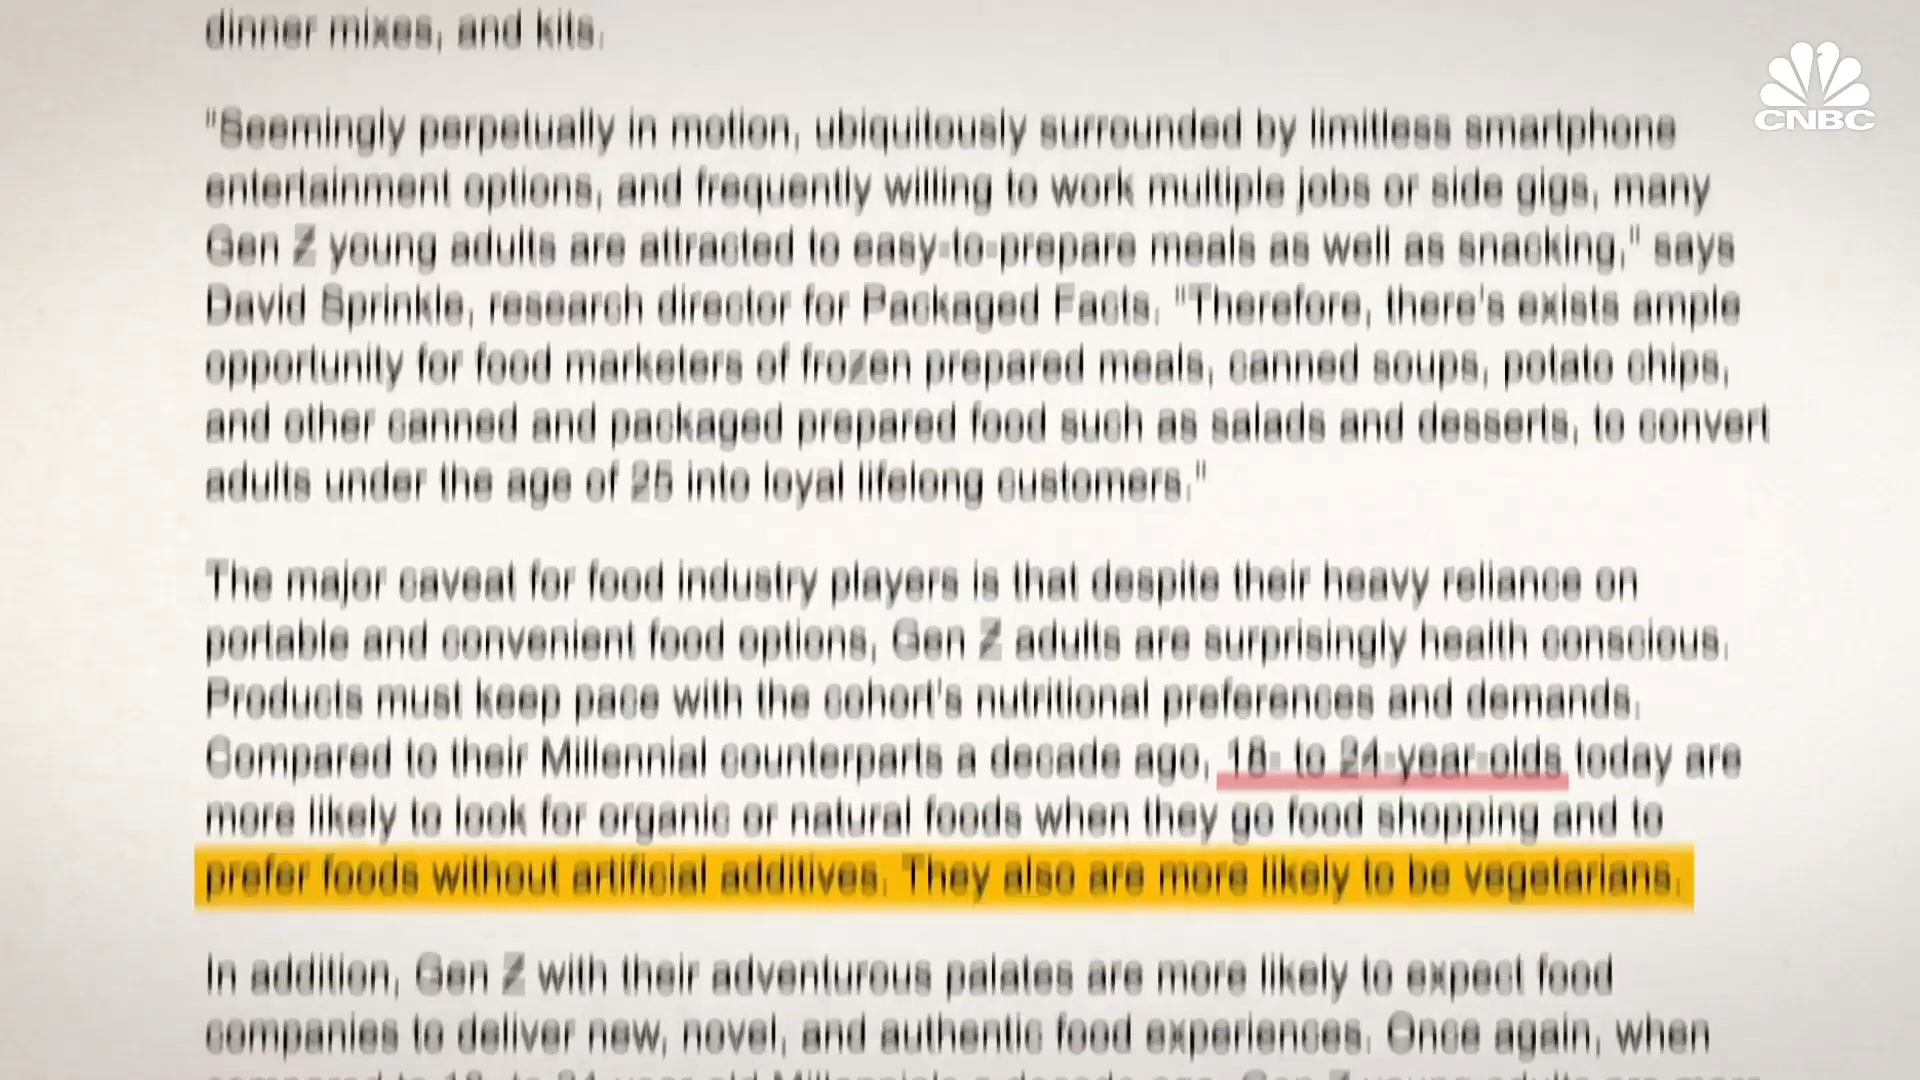 dinner mixes, and kits.
CNBC
"Seemingly perpetually in motion, ubiquitously surrounded by limitless smartphone
entertainment options, and frequently willing to work multiple jobs or side gigs, many
Gen Z young adults are attracted to easy-to-prepare meals as well as snacking," says
David Sprinkle, research director for Packaged Facts. "Therefore, there's exists ample
opportunity for food marketers of frozen prepared meals, canned soups, potato chips,
and other canned and packaged prepared food such as salads and desserts, to convert
adults under the age of 25 into loyal lifelong customers."
The major caveat for food industry players is that despite their heavy reliance on
portable and convenient food options, Gen Z adults are surprisingly health conscious.
Products must keep pace with the cohort's nutritional preferences and demands.
Compared to their Millennial counterparts a decade ago, 18- to 24-year-olds today are
more likely to look for organic or natural foods when they go food shopping and to
prefer foods without artificial additives. They also are more likely to be vegetarians.
In addition, Gen Z with their adventurous palates are more likely to expect food
companies to deliver new, novel, and authentic food experiences. Once again, when